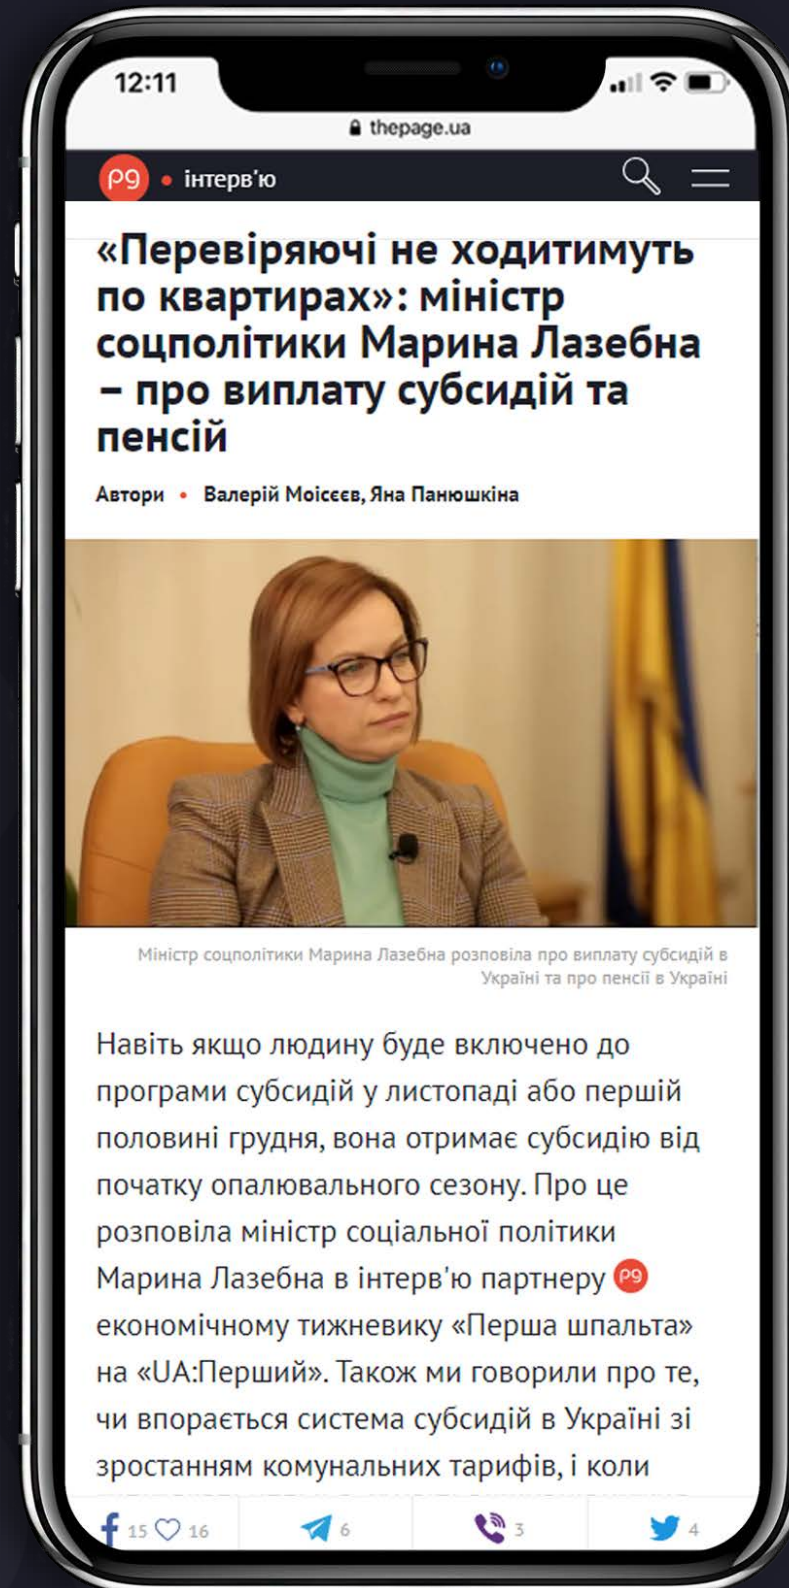 12:11
thepage.ua
P9 • інтерв'ю
«Перевіряючі не ходитимуть
по квартирах»: міністр
соцполітики Марина Лазебна
– про виплату субсидій та
пенсій
Автори • Валерій Моісєєв, Яна Панюшкіна
Міністр соцполітики Марина Лазебна розповіла про виплату субсидій в
Україні та про пенсії в Україні
Навіть якщо людину буде включено до
програми субсидій у листопаді або першій
половині грудня, вона отримає субсидію від
початку опалювального сезону. Про це
розповіла міністр соціальної політики
Марина Лазебна в інтерв'ю партнеру P9
економічному тижневику «Перша шпальта»
на «UA:Перший». Також ми говорили про те,
чи впорається система субсидій в Україні зі
зростанням комунальних тарифів, і коли
15 16 6 3 4